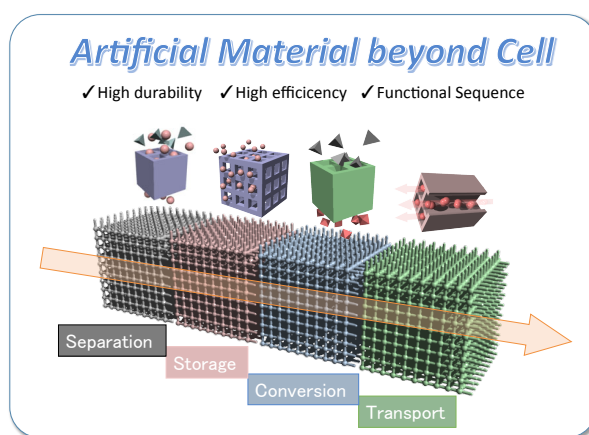 Artificial Material beyond Cell
✓High durability ✓High efficicency ✓Functional Sequence
Separation
Storage
Conversion
Transport